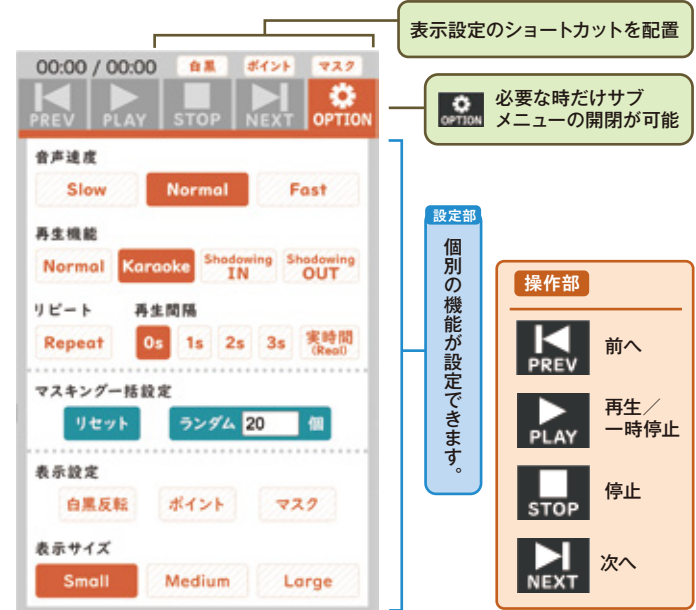 表示設定のショートカットを配置
00:00 / 00:00 白黒 ポイント マスク
PREV PLAY STOP NEXT OPTION
OPTION
必要な時だけサブ
メニューの開閉が可能
音声速度
Slow Normal Fast
再生機能
Normal Karaoke Shadowing IN Shadowing OUT
リピート 再生間隔
Repeat 0s 1s 2s 3s 実時間 (Real)
マスキング一括設定
リセット ランダム 20 個
表示設定
白黒反転 ポイント マスク
表示サイズ
Small Medium Large
設定部
個別の機能が設定できます。
操作部
PREV 前へ
PLAY 再生／
一時停止
STOP 停止
NEXT 次へ